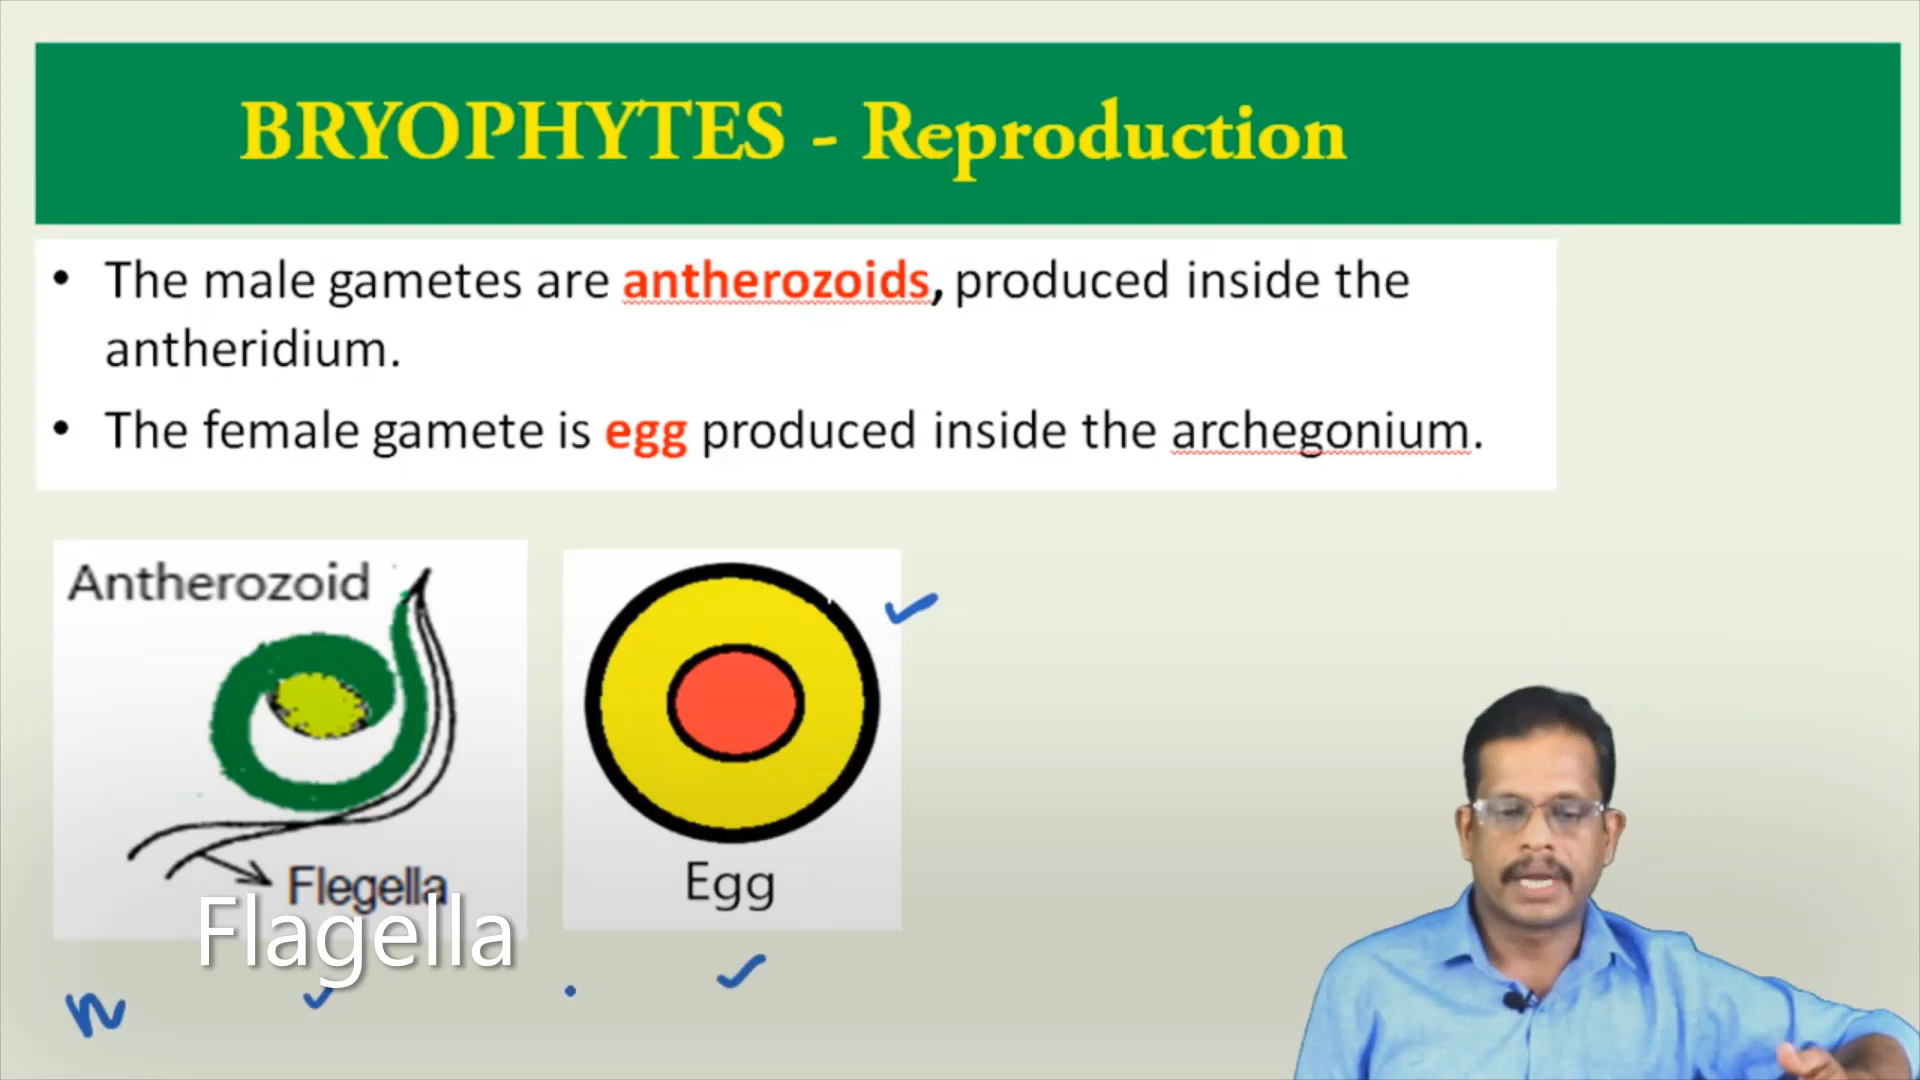 BRYOPHYTES - Reproduction
• The male gametes are antherozoids, produced inside the
antheridium.
• The female gamete is egg produced inside the archegonium.
Antherozoid
Flegella
Flagella
Egg
n